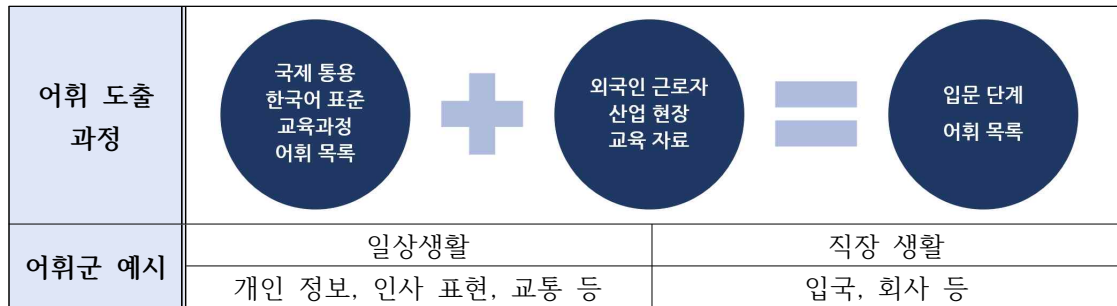 어휘 도출
과정
국제 통용
한국어 표준
교육과정
어휘 목록
외국인 근로자
산업 현장
교육 자료
입문 단계
어휘 목록
어휘군 예시
일상생활
직장 생활
개인 정보, 인사 표현, 교통 등
입국, 회사 등